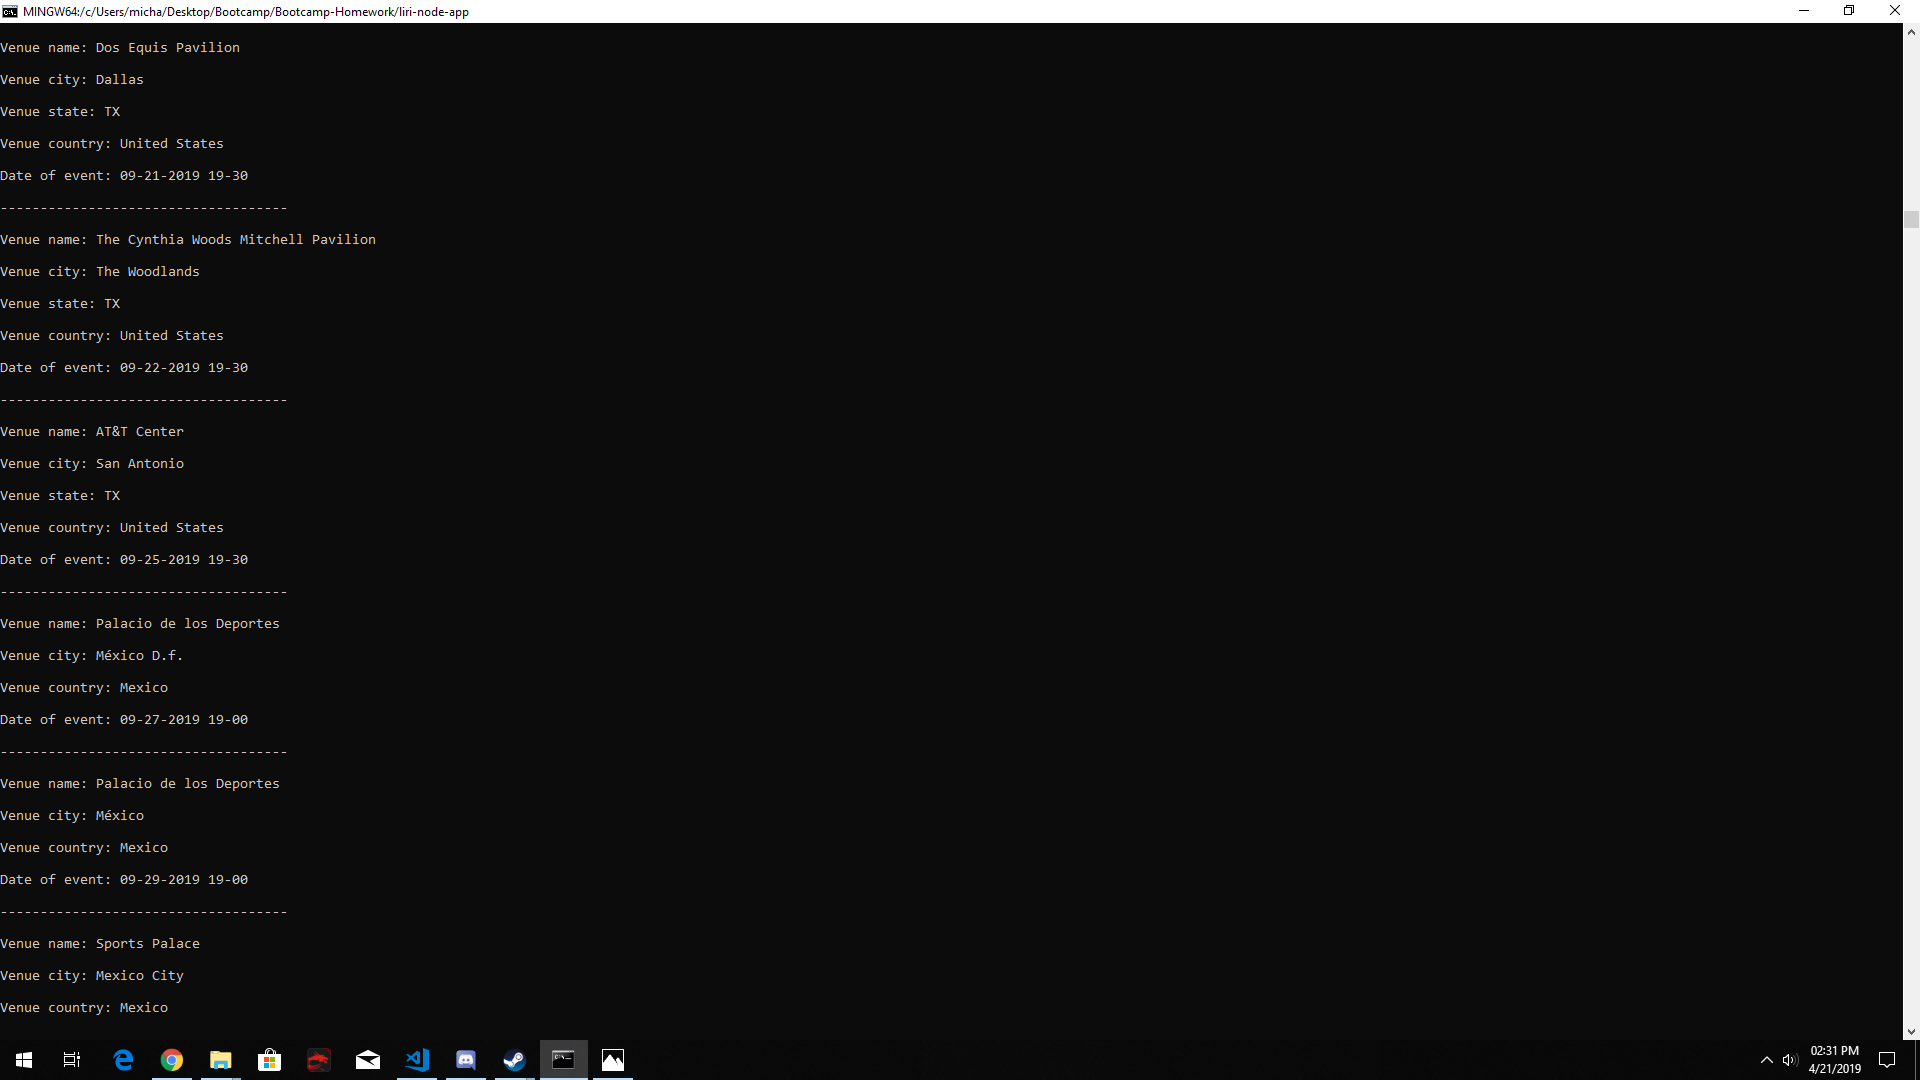 MINGW64:/c/Users/micha/Desktop/Bootcamp/Bootcamp-Homework/liri-node-app
Venue name: Dos Equis Pavilion
Venue city: Dallas
Venue state: TX
Venue country: United States
Date of event: 09-21-2019 19-30
------------------------------------
Venue name: The Cynthia Woods Mitchell Pavilion
Venue city: The Woodlands
Venue state: TX
Venue country: United States
Date of event: 09-22-2019 19-30
------------------------------------
Venue name: AT&T Center
Venue city: San Antonio
Venue state: TX
Venue country: United States
Date of event: 09-25-2019 19-30
------------------------------------
Venue name: Palacio de los Deportes
Venue city: México D.f.
Venue country: Mexico
Date of event: 09-27-2019 19-00
------------------------------------
Venue name: Palacio de los Deportes
Venue city: México
Venue country: Mexico
Date of event: 09-29-2019 19-00
------------------------------------
Venue name: Sports Palace
Venue city: Mexico City
Venue country: Mexico
02:31 PM
4/21/2019